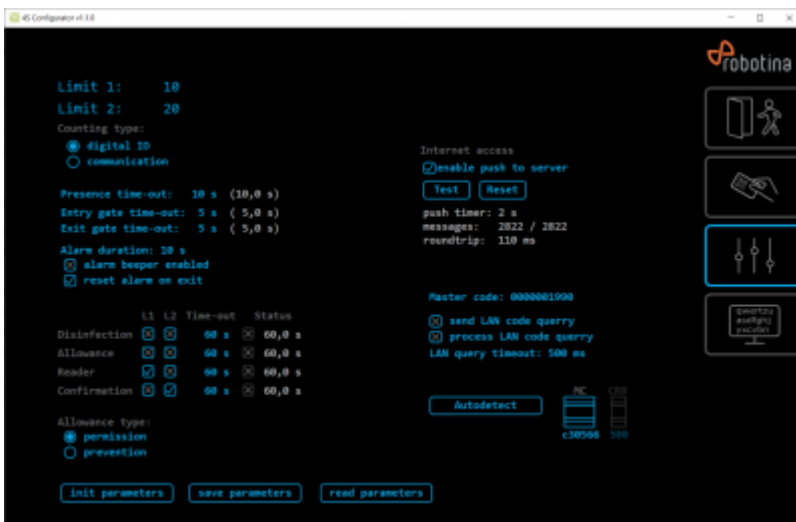 4S Configurator v1.3.0
robotina
Limit 1: 10
Limit 2: 20
Counting type:
digital IO
communication
Presence time-out: 10 s (10,0 s)
Entry gate time-out: 5 s ( 5,0 s)
Exit gate time-out: 5 s ( 5,0 s)
Alarm duration: 10 s
alarm beeper enabled
reset alarm on exit
L1 L2 Time-out Status
Disinfection 60 s 60,0 s
Allowance 60 s 60,0 s
Reader 60 s 60,0 s
Confirmation 60 s 60,0 s
Allowance type:
permission
prevention
init parameters save parameters read parameters
Internet access
enable push to server
Test Reset
push timer: 2 s
messages: 2822 / 2822
roundtrip: 110 ms
Master code: 0000001990
send LAN code querry
process LAN code querry
LAN query timeout: 500 ms
Autodetect
MC
c30566 500
qwertzu
asdfghj
yxcvbn